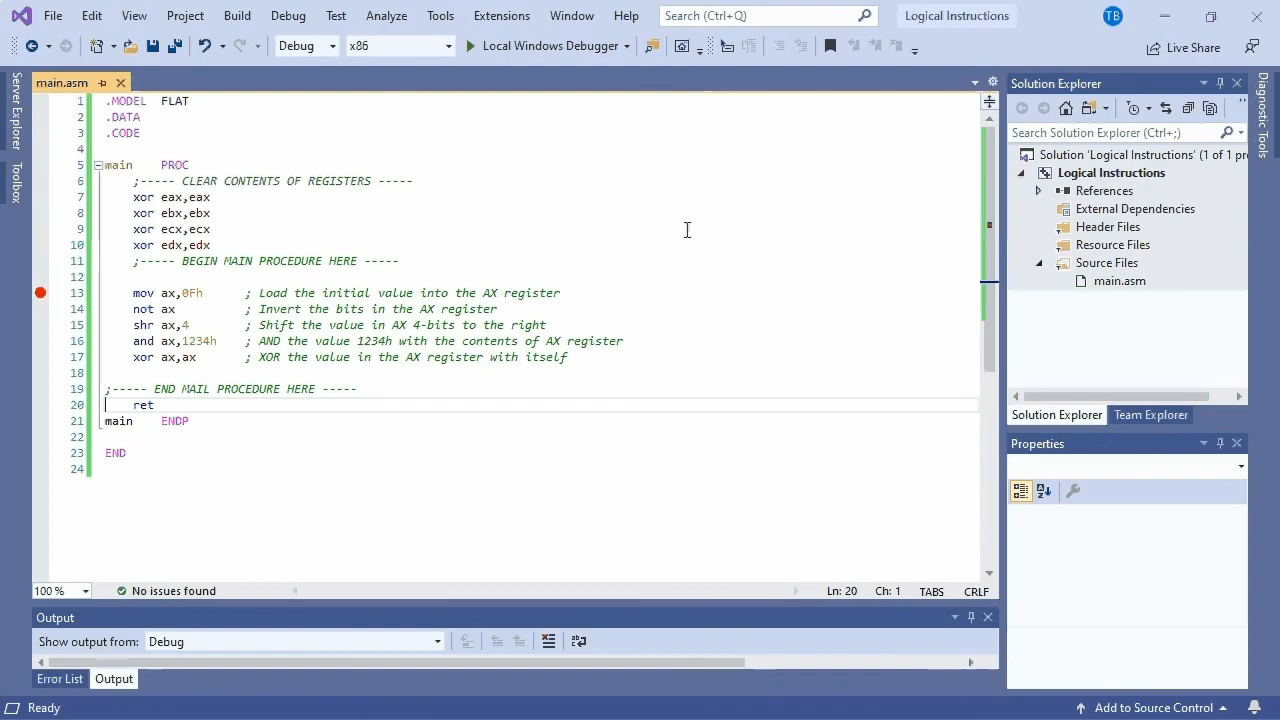 File Edit View Project Build Debug Test Analyze Tools Extensions Window Help Search (Ctrl+Q) Logical Instructions TB
Debug x86 Local Windows Debugger Live Share
Server Explorer
Toolbox
main.asm
1 .MODEL FLAT
2 .DATA
3 .CODE
4
5 main PROC
6 ;----- CLEAR CONTENTS OF REGISTERS -----
7 xor eax,eax
8 xor ebx,ebx
9 xor ecx,ecx
10 xor edx,edx
11 ;----- BEGIN MAIN PROCEDURE HERE -----
12
13 mov ax,0Fh ; Load the initial value into the AX register
14 not ax ; Invert the bits in the AX register
15 shr ax,4 ; Shift the value in AX 4-bits to the right
16 and ax,1234h ; AND the value 1234h with the contents of AX register
17 xor ax,ax ; XOR the value in the AX register with itself
18
19 ;----- END MAIL PROCEDURE HERE -----
20 ret
21 main ENDP
22
23 END
24
100 % No issues found Ln: 20 Ch: 1 TABS CRLF
Output
Show output from: Debug
Error List Output
Solution Explorer
Search Solution Explorer (Ctrl+;)
Solution 'Logical Instructions' (1 of 1 pr
Logical Instructions
References
External Dependencies
Header Files
Resource Files
Source Files
main.asm
Solution Explorer Team Explorer
Properties
Diagnostic Tools
Ready Add to Source Control